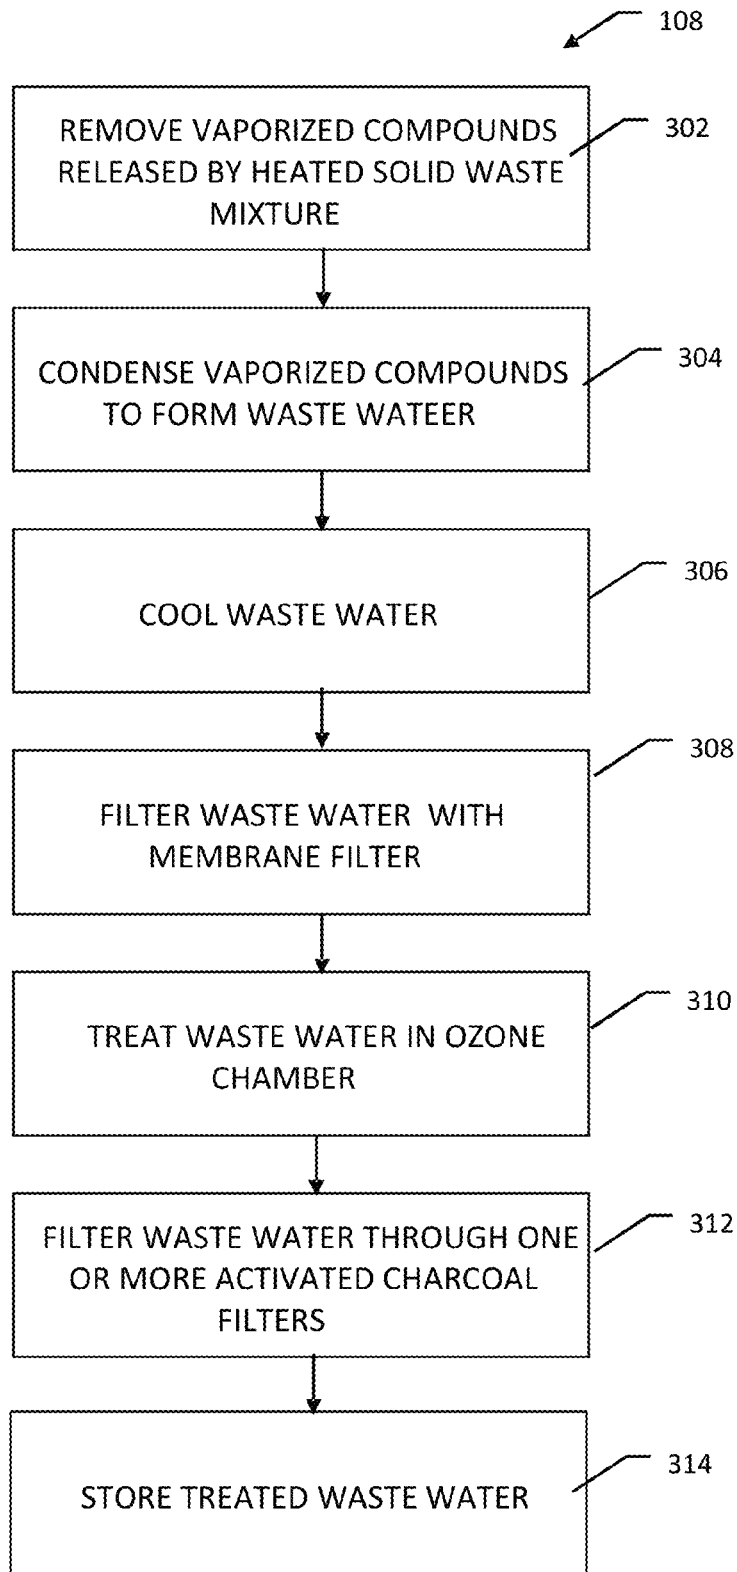 108
REMOVE VAPORIZED COMPOUNDS
RELEASED BY HEATED SOLID WASTE
MIXTURE
302
CONDENSE VAPORIZED COMPOUNDS
TO FORM WASTE WATEER
304
COOL WASTE WATER
306
FILTER WASTE WATER WITH
MEMBRANE FILTER
308
TREAT WASTE WATER IN OZONE
CHAMBER
310
FILTER WASTE WATER THROUGH ONE
OR MORE ACTIVATED CHARCOAL
FILTERS
312
STORE TREATED WASTE WATER
314